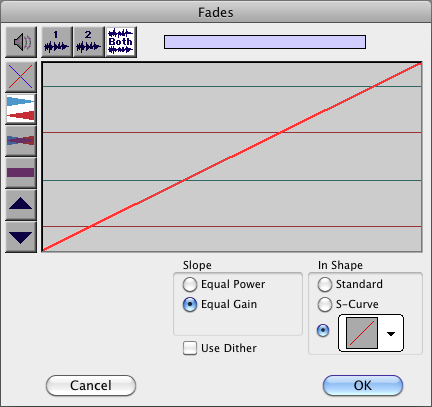 Fades
1
2
Both
Slope
In Shape
Equal Power
Standard
Equal Gain
S-Curve
Use Dither
Cancel
OK